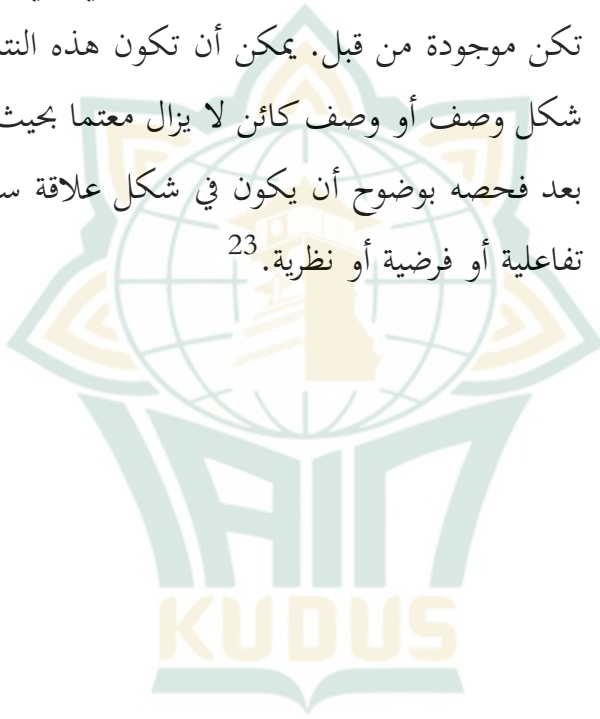 تكن موجودة من قبل. يمكن أن تكون هذه
شكل وصف أو وصف كائن لا يزال معتما بحيث
بعد فحصه بوضوح أن يكون في شكل علاقة
تفاعلية أو فرضية أو نظرية.23
IAIN
KUDUS